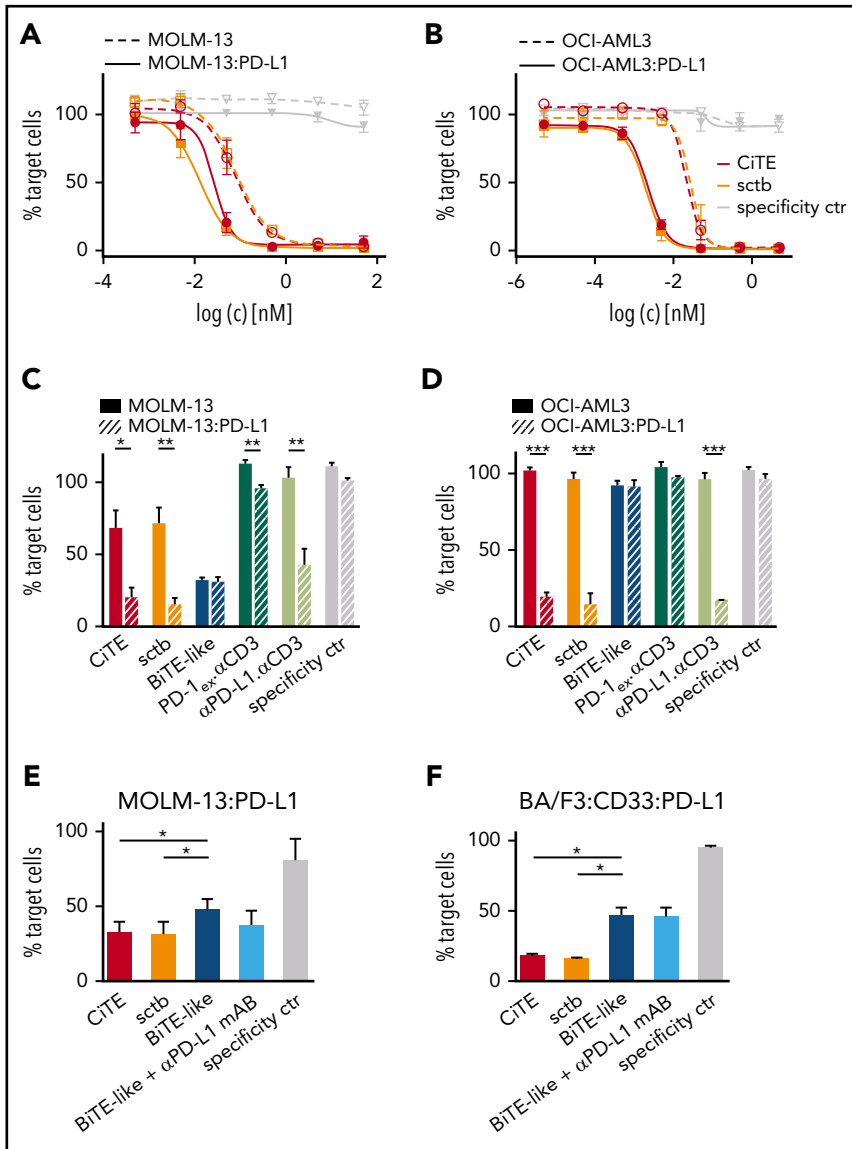 A
MOLM-13
MOLM-13:PD-L1
% target cells
100
50
0
-4
-2
0
2
log (c) [nM]
B
OCI-AML3
OCI-AML3:PD-L1
% target cells
100
50
0
-6
-4
-2
0
log (c) [nM]
CiTE
sctb
specificity ctr
C
MOLM-13
MOLM-13:PD-L1
* ** ** **
% target cells
100
50
0
CiTE
sctb
BiTE-like
PD-1ex.αCD3
αPD-L1.αCD3
specificity ctr
D
OCI-AML3
OCI-AML3:PD-L1
*** *** ***
% target cells
100
50
0
CiTE
sctb
BiTE-like
PD-1ex.αCD3
αPD-L1.αCD3
specificity ctr
E
MOLM-13:PD-L1
*
*
% target cells
100
50
0
CiTE
sctb
BiTE-like
BiTE-like + αPD-L1 mAB
specificity ctr
F
BA/F3:CD33:PD-L1
*
*
% target cells
100
50
0
CiTE
sctb
BiTE-like
BiTE-like + αPD-L1 mAB
specificity ctr